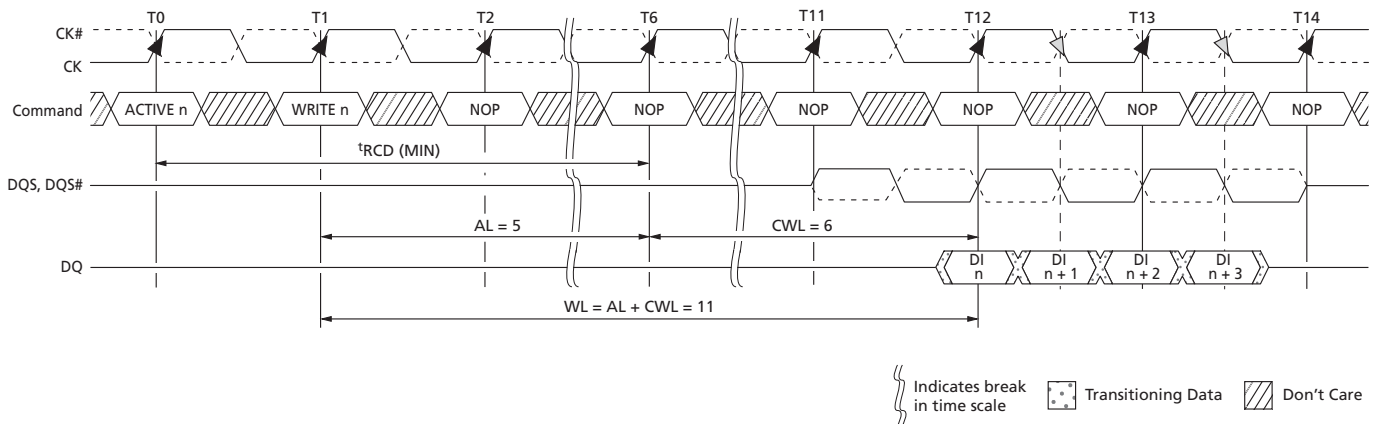 T0 T1 T2 T6 T11 T12 T13 T14
CK#
CK
Command ACTIVE n WRITE n NOP NOP NOP NOP NOP NOP
tRCD (MIN)
DQS, DQS#
AL = 5 CWL = 6
DQ DI n DI n + 1 DI n + 2 DI n + 3
WL = AL + CWL = 11
Indicates break in time scale
Transitioning Data
Don't Care